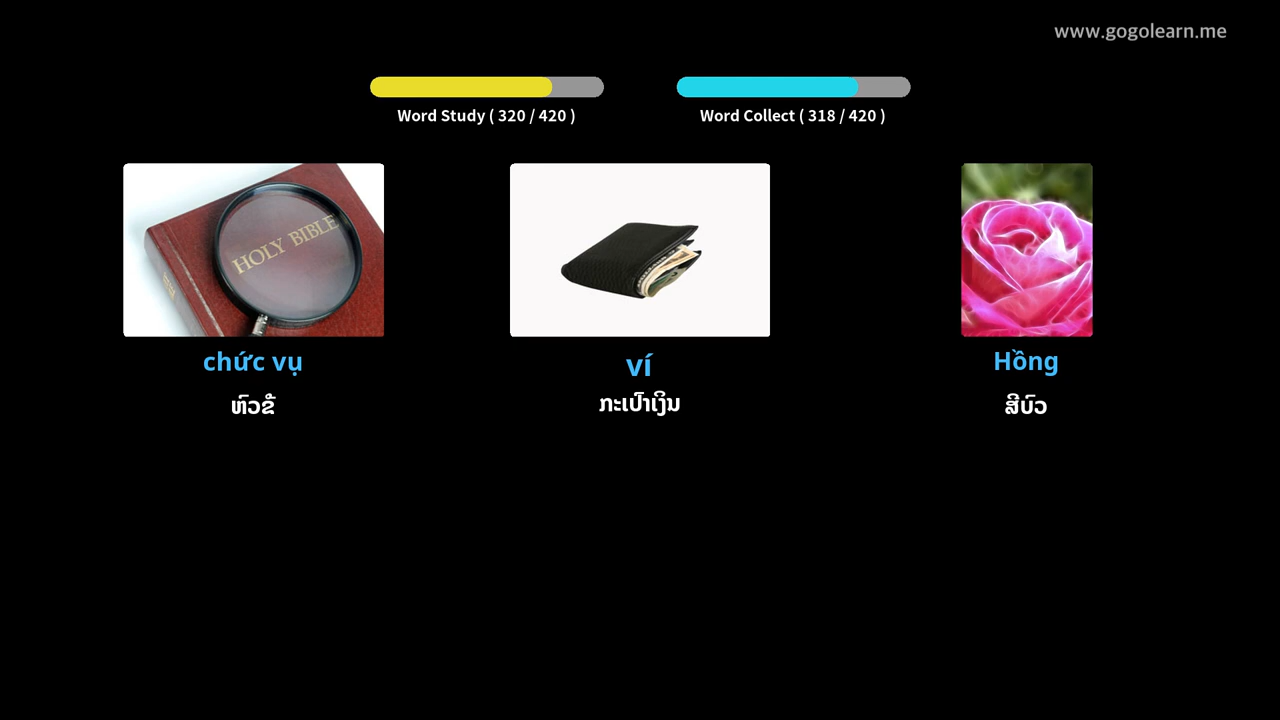 www.gogolearn.me
Word Study ( 320 / 420 )
Word Collect ( 318 / 420 )
HOLY BIBLE
chức vụ
ví
Hồng
ຫົວຂໍ້
ກະເປົາເງິນ
ສີບົວ